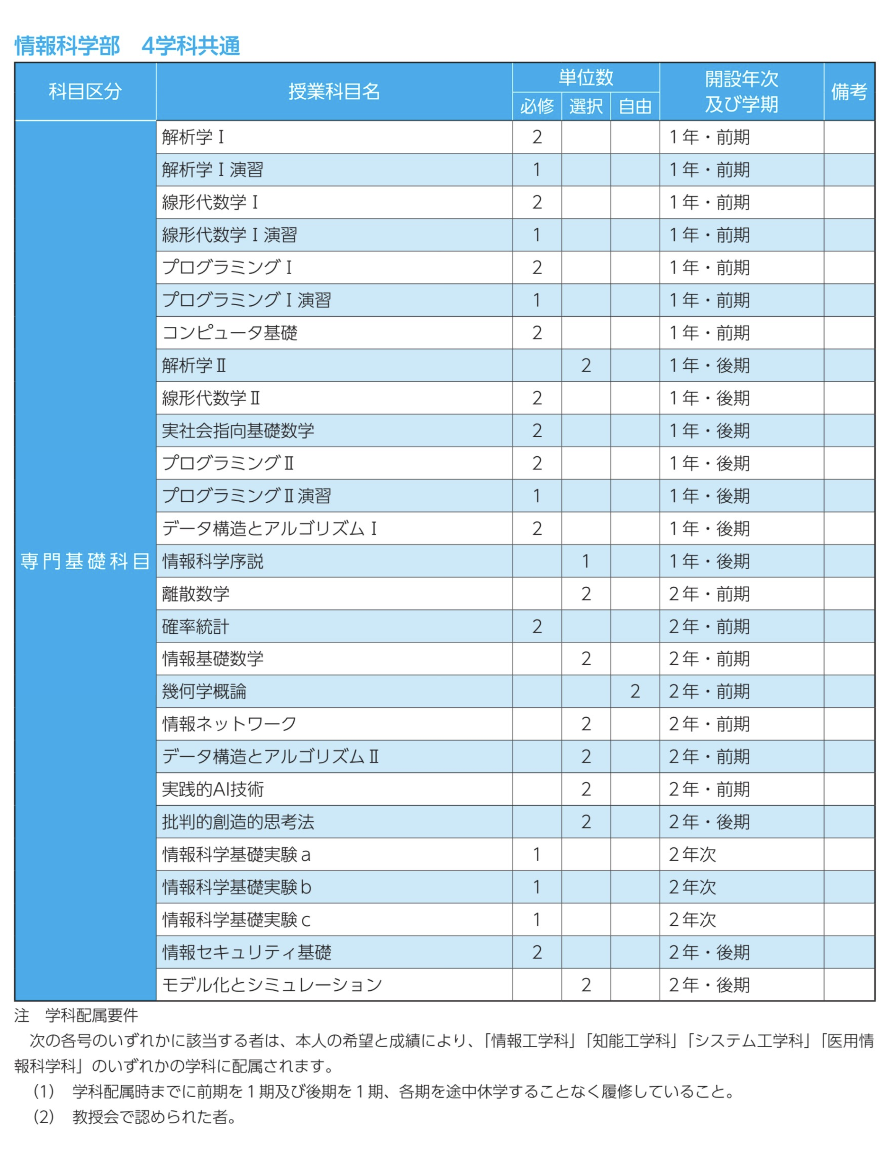 情報科学部　4学科共通
科目区分 授業科目名 単位数 開設年次 備考
必修 選択 自由 及び学期
専門基礎科目
解析学Ⅰ 2 1年・前期
解析学Ⅰ演習 1 1年・前期
線形代数学Ⅰ 2 1年・前期
線形代数学Ⅰ演習 1 1年・前期
プログラミングⅠ 2 1年・前期
プログラミングⅠ演習 1 1年・前期
コンピュータ基礎 2 1年・前期
解析学Ⅱ 2 1年・後期
線形代数学Ⅱ 2 1年・後期
実社会指向基礎数学 2 1年・後期
プログラミングⅡ 2 1年・後期
プログラミングⅡ演習 1 1年・後期
データ構造とアルゴリズムⅠ 2 1年・後期
情報科学序説 1 1年・後期
離散数学 2 2年・前期
確率統計 2 2年・前期
情報基礎数学 2 2年・前期
幾何学概論 2 2年・前期
情報ネットワーク 2 2年・前期
データ構造とアルゴリズムⅡ 2 2年・前期
実践的AI技術 2 2年・前期
批判的創造的思考法 2 2年・後期
情報科学基礎実験a 1 2年次
情報科学基礎実験b 1 2年次
情報科学基礎実験c 1 2年次
情報セキュリティ基礎 2 2年・後期
モデル化とシミュレーション 2 2年・後期
注　学科配属要件
次の各号のいずれかに該当する者は、本人の希望と成績により、「情報工学科」「知能工学科」「システム工学科」「医用情
報科学科」のいずれかの学科に配属されます。
（1）　学科配属時までに前期を1期及び後期を1期、各期を途中休学することなく履修していること。
（2）　教授会で認められた者。